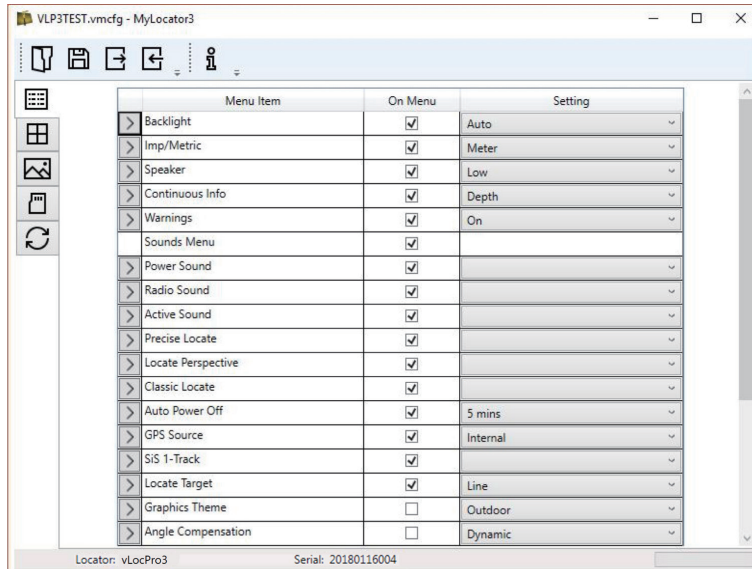 VLP3TEST.vmcfg - MyLocator3
Menu Item On Menu Setting
Backlight Auto
Imp/Metric Meter
Speaker Low
Continuous Info Depth
Warnings On
Sounds Menu
Power Sound
Radio Sound
Active Sound
Precise Locate
Locate Perspective
Classic Locate
Auto Power Off 5 mins
GPS Source Internal
SiS 1-Track
Locate Target Line
Graphics Theme Outdoor
Angle Compensation Dynamic
Locator: vLocPro3 Serial: 20180116004